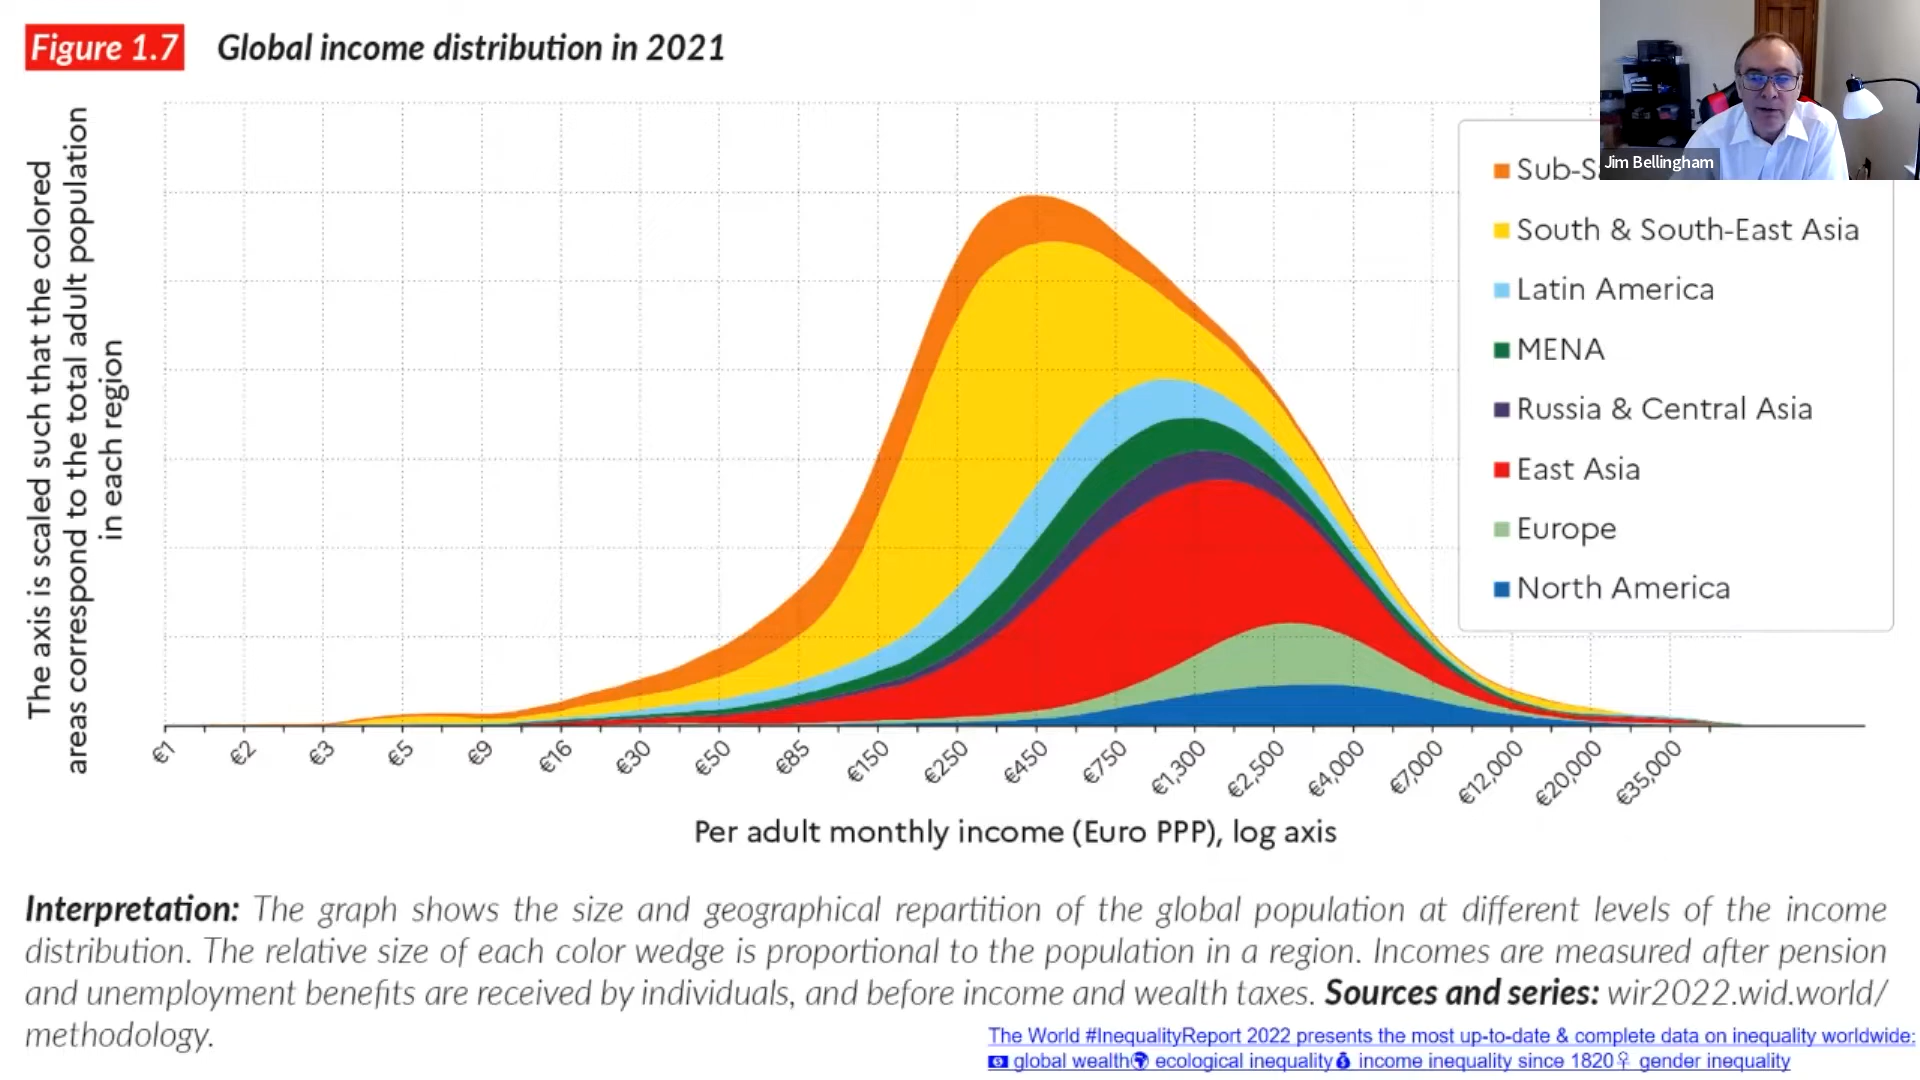 Figure 1.7 Global income distribution in 2021
The axis is scaled such that the colored
areas correspond to the total adult population
in each region
Jim Bellingham
South & South-East Asia
Latin America
MENA
Russia & Central Asia
East Asia
Europe
North America
€1 €2 €3 €5 €9 €16 €30 €50 €85 €150 €250 €450 €750 €1,300 €2,500 €4,000 €7,000 €12,000 €20,000 €35,000
Per adult monthly income (Euro PPP), log axis
Interpretation: The graph shows the size and geographical repartition of the global population at different levels of the income
distribution. The relative size of each color wedge is proportional to the population in a region. Incomes are measured after pension
and unemployment benefits are received by individuals, and before income and wealth taxes. Sources and series: wir2022.wid.world/
methodology.
The World #InequalityReport 2022 presents the most up-to-date & complete data on inequality worldwide:
global wealth ecological inequality income inequality since 1820 gender inequality